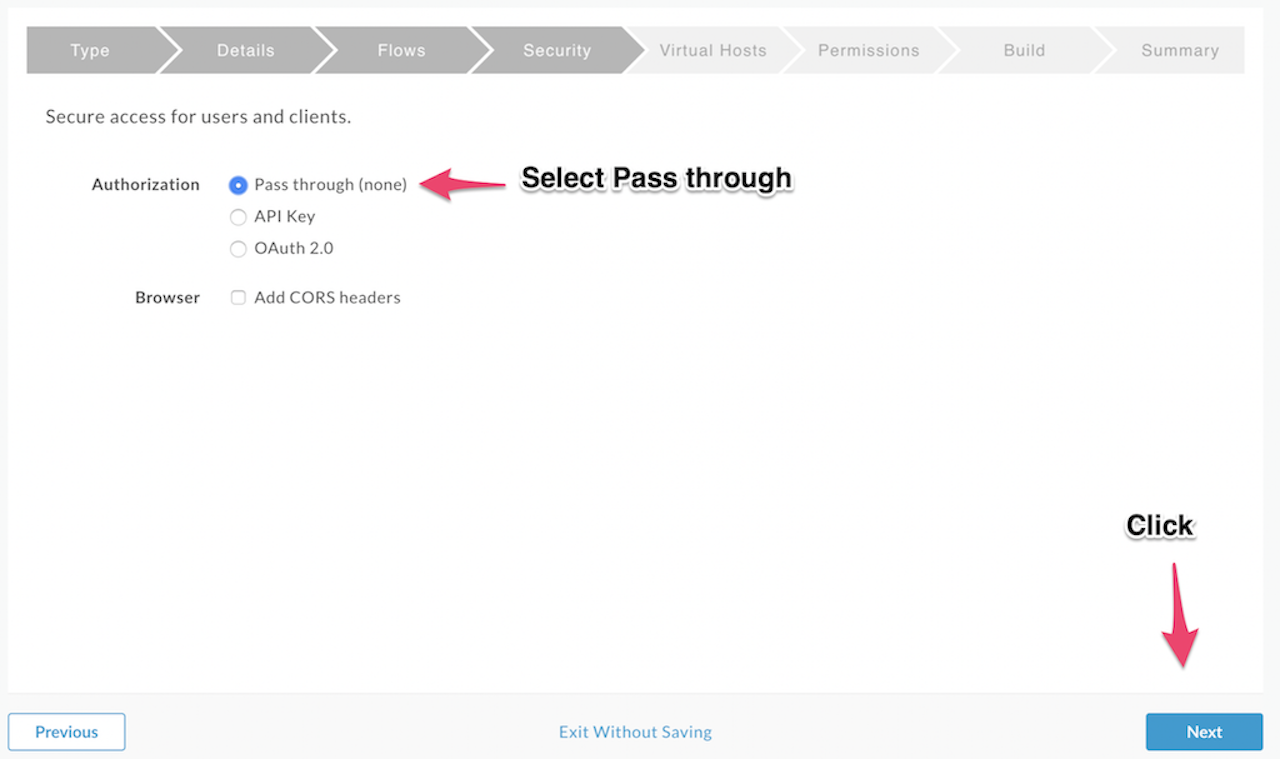 Type Details Flows Security Virtual Hosts Permissions Build Summary
Secure access for users and clients.
Authorization Pass through (none) Select Pass through
API Key
OAuth 2.0
Browser Add CORS headers
Click
Previous Exit Without Saving Next